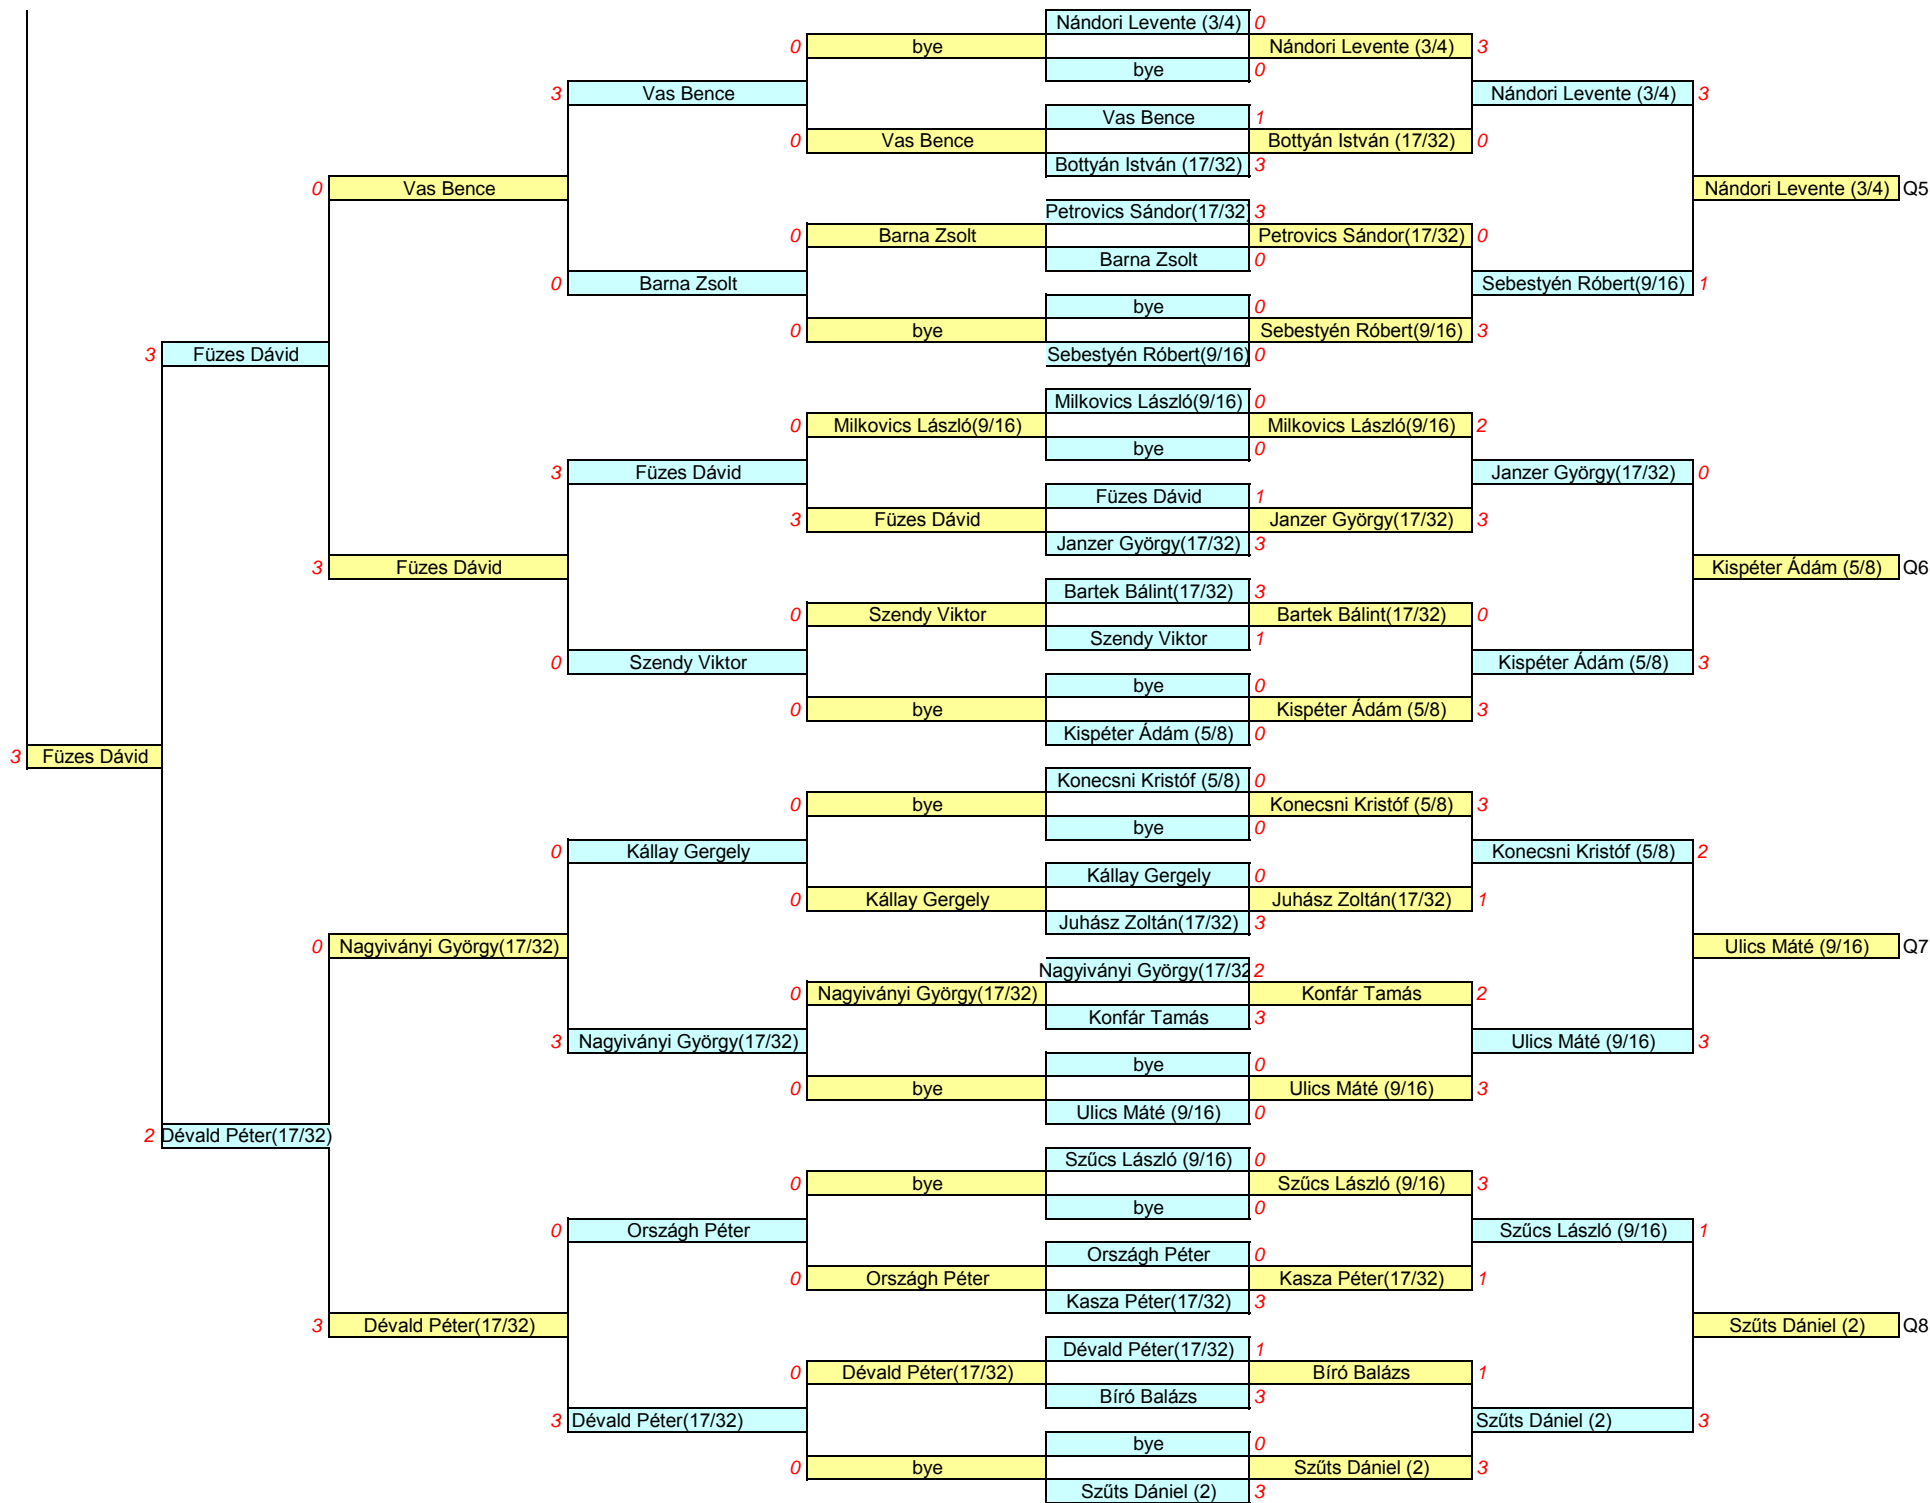 Nándori Levente (3/4) 0
0 bye Nándori Levente (3/4) 3
bye 0
3 Vas Bence Nándori Levente (3/4) 3
Vas Bence 1
0 Vas Bence Bottyán István (17/32) 0
Bottyán István (17/32) 3
0 Vas Bence Nándori Levente (3/4) Q5
Petrovics Sándor(17/32) 3
0 Barna Zsolt Petrovics Sándor(17/32) 0
Barna Zsolt 0
0 Barna Zsolt Sebestyén Róbert(9/16) 1
bye 0
0 bye Sebestyén Róbert(9/16) 3
3 Füzes Dávid Sebestyén Róbert(9/16) 0
Milkovics László(9/16) 0
0 Milkovics László(9/16) Milkovics László(9/16) 2
bye 0
3 Füzes Dávid Janzer György(17/32) 0
Füzes Dávid 1
3 Füzes Dávid Janzer György(17/32) 3
Janzer György(17/32) 3
3 Füzes Dávid Kispéter Ádám (5/8) Q6
Bartek Bálint(17/32) 3
0 Szendy Viktor Bartek Bálint(17/32) 0
Szendy Viktor 1
0 Szendy Viktor Kispéter Ádám (5/8) 3
bye 0
0 bye Kispéter Ádám (5/8) 3
Kispéter Ádám (5/8) 0
3 Füzes Dávid
Konecsni Kristóf (5/8) 0
0 bye Konecsni Kristóf (5/8) 3
bye 0
0 Kállay Gergely Konecsni Kristóf (5/8) 2
Kállay Gergely 0
0 Kállay Gergely Juhász Zoltán(17/32) 1
Juhász Zoltán(17/32) 3
0 Nagyiványi György(17/32) Ulics Máté (9/16) Q7
Nagyiványi György(17/32 2
0 Nagyiványi György(17/32) Konfár Tamás 2
Konfár Tamás 3
3 Nagyiványi György(17/32) Ulics Máté (9/16) 3
bye 0
0 bye Ulics Máté (9/16) 3
Ulics Máté (9/16) 0
2 Dévald Péter(17/32)
Szűcs László (9/16) 0
0 bye Szűcs László (9/16) 3
bye 0
0 Országh Péter Szűcs László (9/16) 1
Országh Péter 0
0 Országh Péter Kasza Péter(17/32) 1
Kasza Péter(17/32) 3
3 Dévald Péter(17/32) Szűts Dániel (2) Q8
Dévald Péter(17/32) 1
0 Dévald Péter(17/32) Bíró Balázs 1
Bíró Balázs 3
3 Dévald Péter(17/32) Szűts Dániel (2) 3
bye 0
0 bye Szűts Dániel (2) 3
Szűts Dániel (2) 3